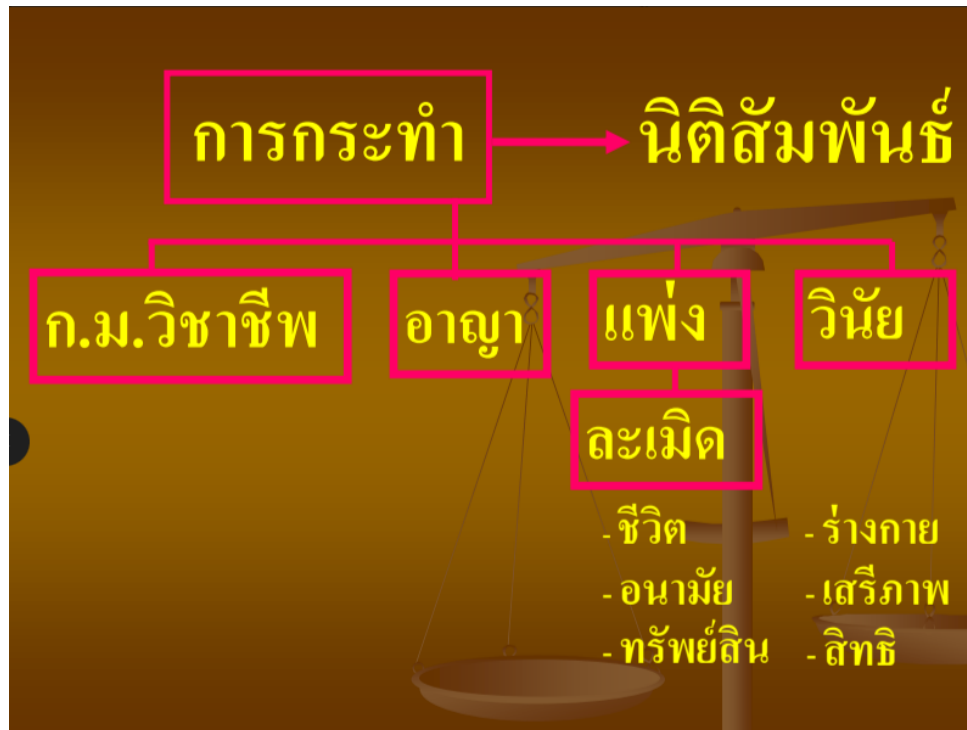 การกระทำ นิติสัมพันธ์
ก.ม.วิชาชีพ อาญา แพ่ง วินัย
ละเมิด
- ชีวิต - ร่างกาย
- อนามัย - เสรีภาพ
- ทรัพย์สิน - สิทธิ